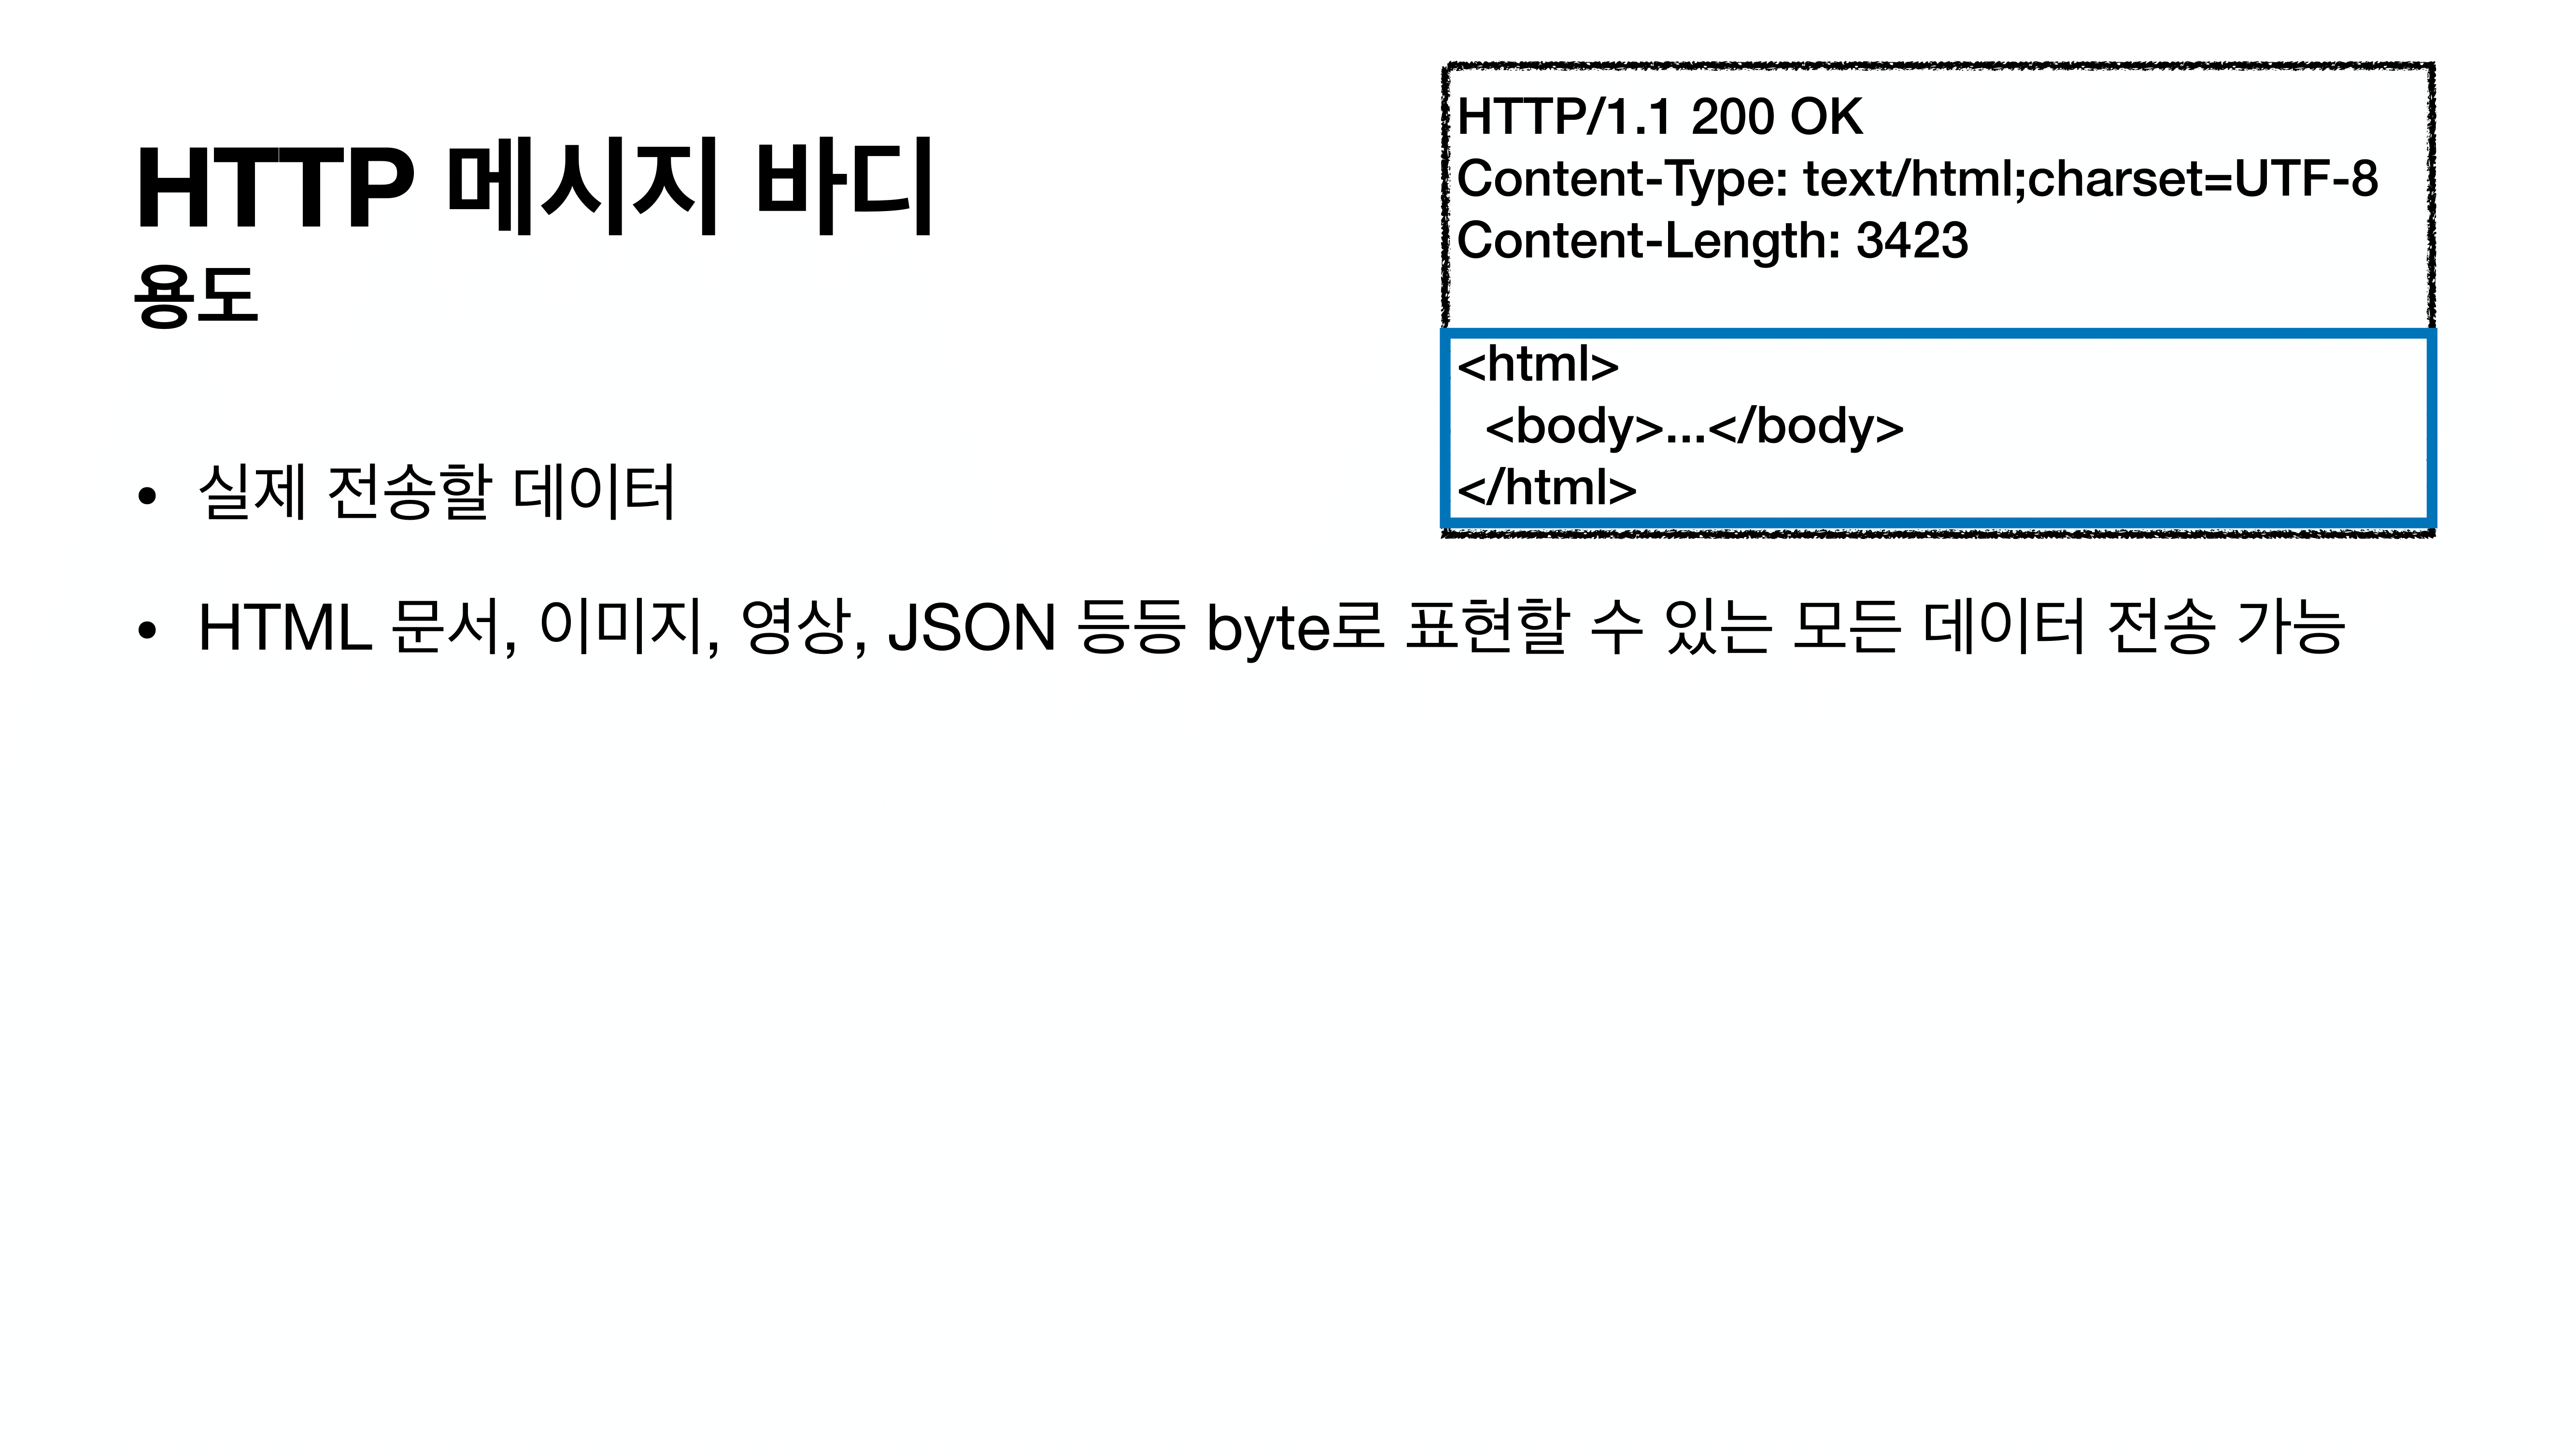 HTTP 메시지 바디
용도
HTTP/1.1 200 OK
Content-Type: text/html;charset=UTF-8
Content-Length: 3423
<html>
<body>...</body>
</html>
• 실제 전송할 데이터
• HTML 문서, 이미지, 영상, JSON 등등 byte로 표현할 수 있는 모든 데이터 전송 가능